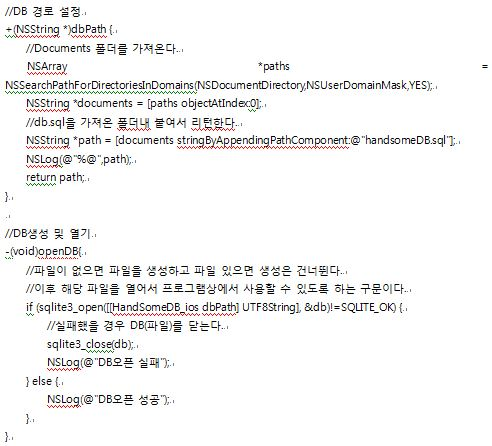 //DB 경로 설정
+(NSString *)dbPath {
//Documents 폴더를 가져온다
NSArray *paths =
NSSearchPathForDirectoriesInDomains(NSDocumentDirectory,NSUserDomainMask,YES);
NSString *documents = [paths objectAtIndex:0];
//db.sql을 가져온 폴더내 붙여서 리턴한다
NSString *path = [documents stringByAppendingPathComponent:@"handsomeDB.sql"];
NSLog(@"%@",path);
return path;
}
//DB생성 및 열기
-(void)openDB{
//파일이 없으면 파일을 생성하고 파일 있으면 생성은 건너뛴다
//이후 해당 파일을 열어서 프로그램상에서 사용할 수 있도록 하는 구문이다
if (sqlite3_open([[HandSomeDB_ios dbPath] UTF8String], &db)!=SQLITE_OK) {
//실패했을 경우 DB(파일)를 닫는다
sqlite3_close(db);
NSLog(@"DB오픈 실패");
} else {
NSLog(@"DB오픈 성공");
}
}